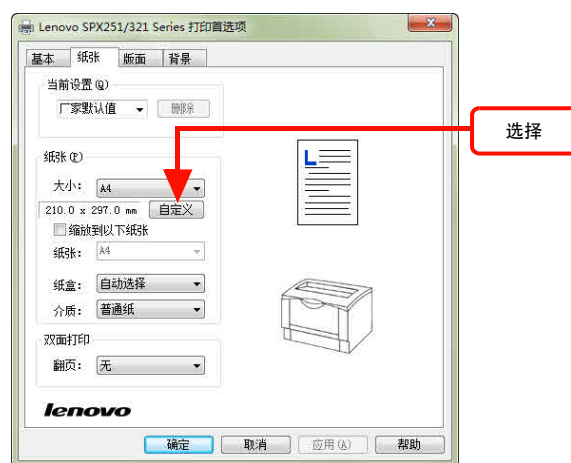 Lenovo SPX251/321 Series 打印首选项
基本 纸张 版面 背景
当前设置(Q)
厂家默认值 删除
选择
纸张(P)
大小: A4
210.0 x 297.0 mm 自定义
缩放到以下纸张
纸张: A4
纸盒: 自动选择
介质: 普通纸
双面打印
翻页: 无
L
lenovo
确定 取消 应用(A) 帮助